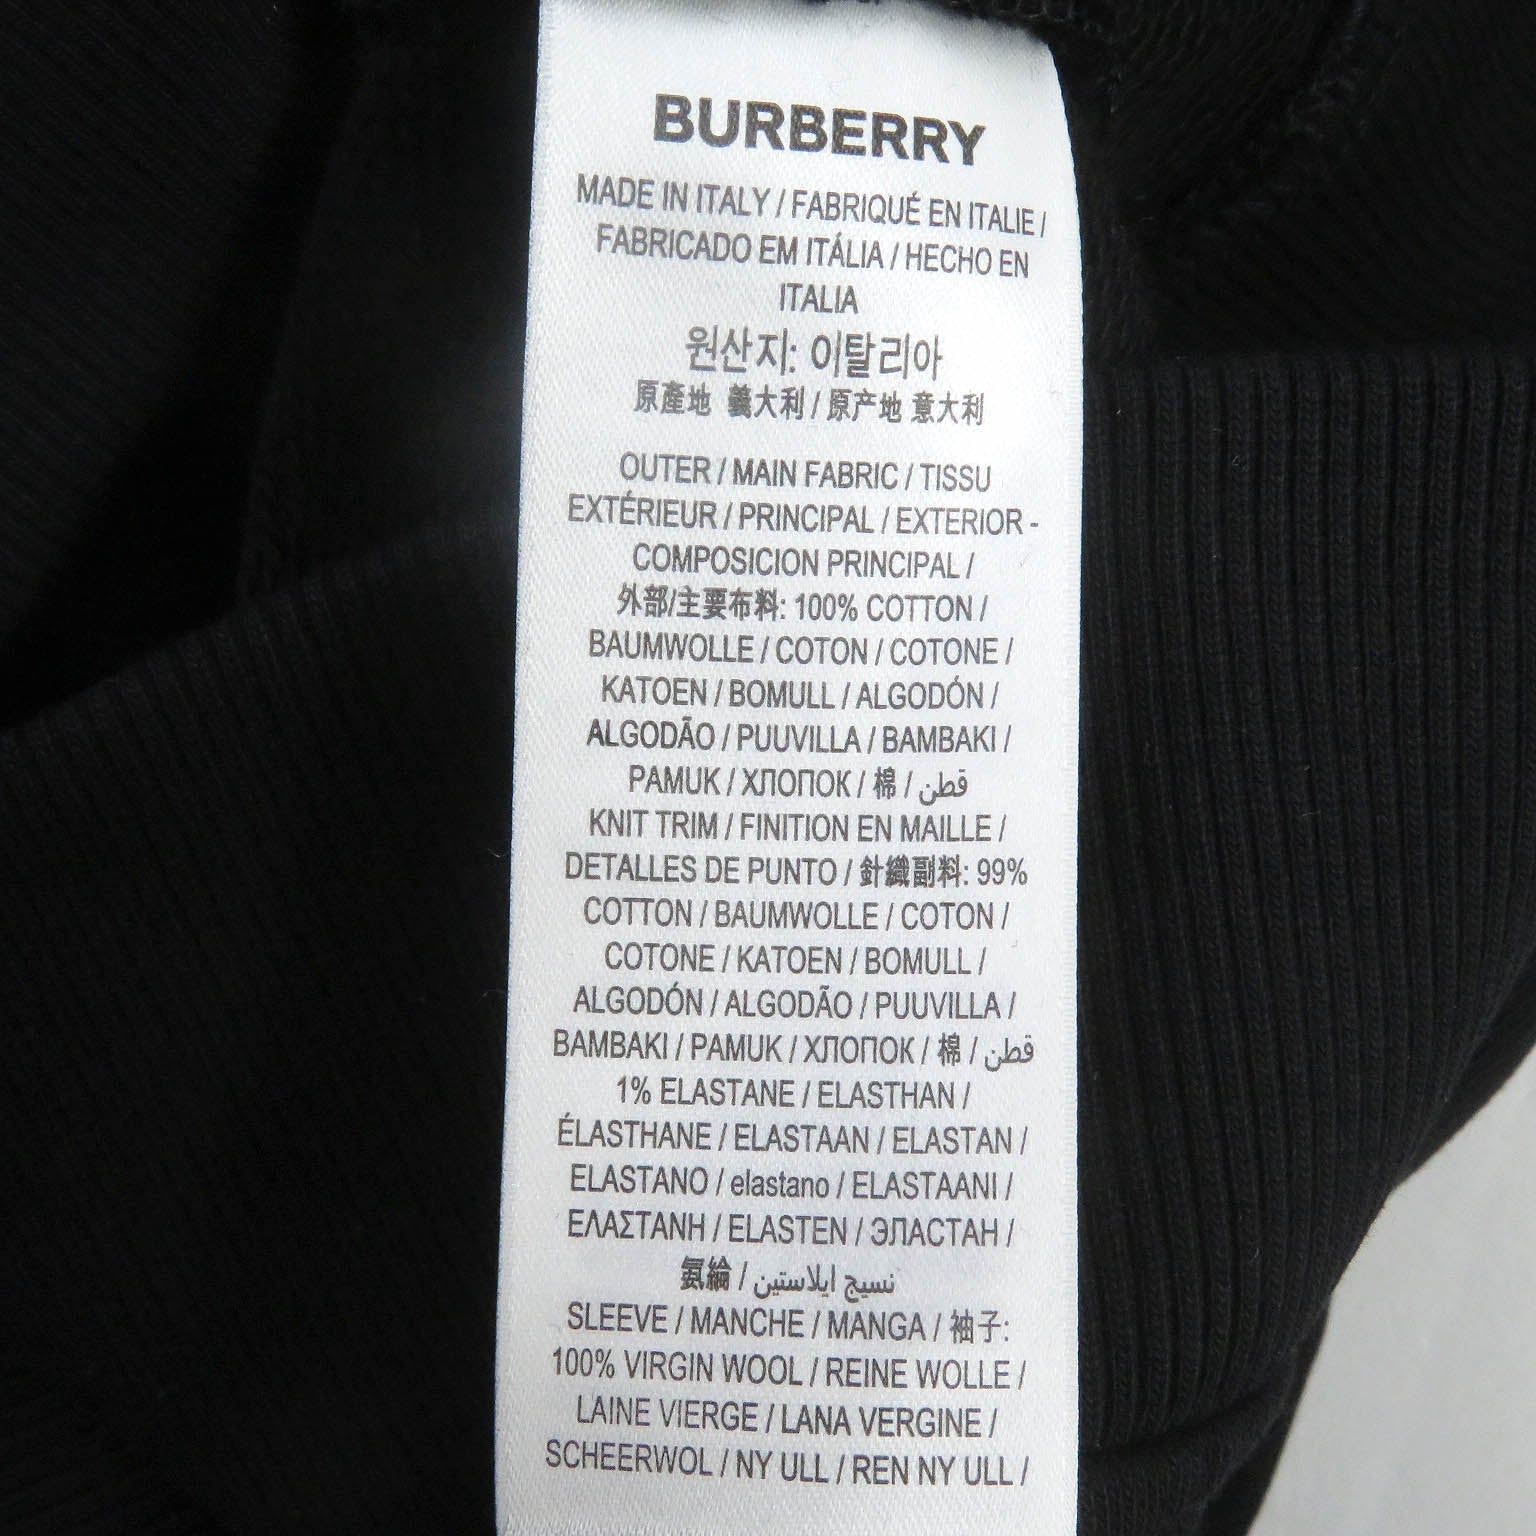 BURBERRY
MADE IN ITALY / FABRIQUÉ EN ITALIE /
FABRICADO EM ITÁLIA / HECHO EN
ITALIA
원산지: 이탈리아
原產地 義大利 / 原产地 意大利
OUTER / MAIN FABRIC / TISSU
EXTÉRIEUR / PRINCIPAL / EXTERIOR -
COMPOSICION PRINCIPAL /
外部/主要布料: 100% COTTON /
BAUMWOLLE / COTON / COTONE /
KATOEN / BOMULL / ALGODÓN /
ALGODÃO / PUUVILLA / BAMBAKI /
PAMUK / ХЛОПОК / 棉 / قطن
KNIT TRIM / FINITION EN MAILLE /
DETALLES DE PUNTO / 針織副料: 99%
COTTON / BAUMWOLLE / COTON /
COTONE / KATOEN / BOMULL /
ALGODÓN / ALGODÃO / PUUVILLA /
BAMBAKI / PAMUK / ХЛОПОК / 棉 / قطن
1% ELASTANE / ELASTHAN /
ÉLASTHANE / ELASTAAN / ELASTAN /
ELASTANO / elastano / ELASTAANI /
ΕΛΑΣΤΑΝΗ / ELASTEN / ЭЛАСТАН /
氨綸 / نسيج ايلاستين
SLEEVE / MANCHE / MANGA / 袖子:
100% VIRGIN WOOL / REINE WOLLE /
LAINE VIERGE / LANA VERGINE /
SCHEERWOL / NY ULL / REN NY ULL /